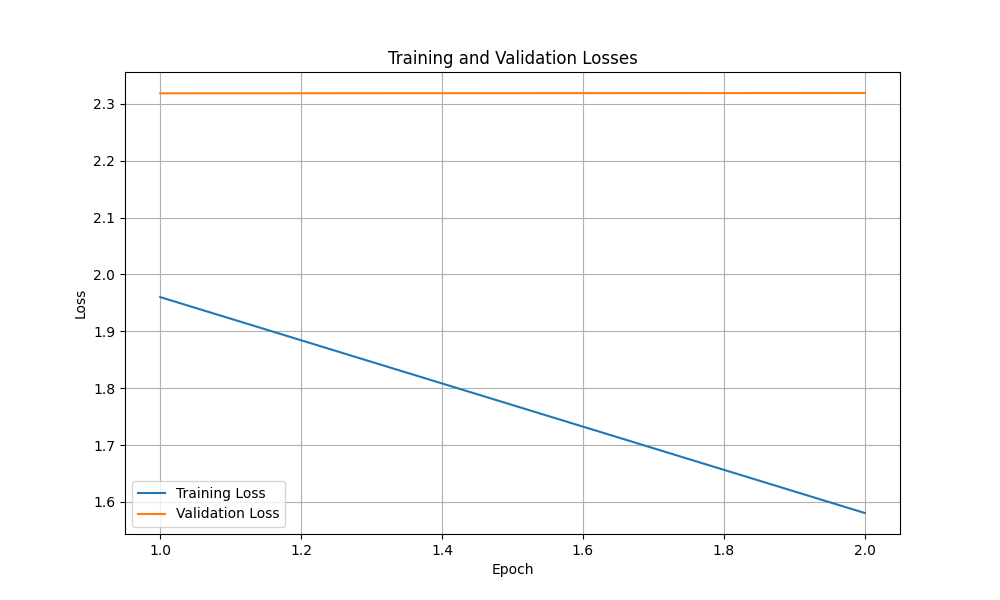 Training and Validation Losses
2.3
2.2
2.1
2.0
1.9
1.8
1.7
1.6
Loss
Training Loss
Validation Loss
1.0 1.2 1.4 1.6 1.8 2.0
Epoch